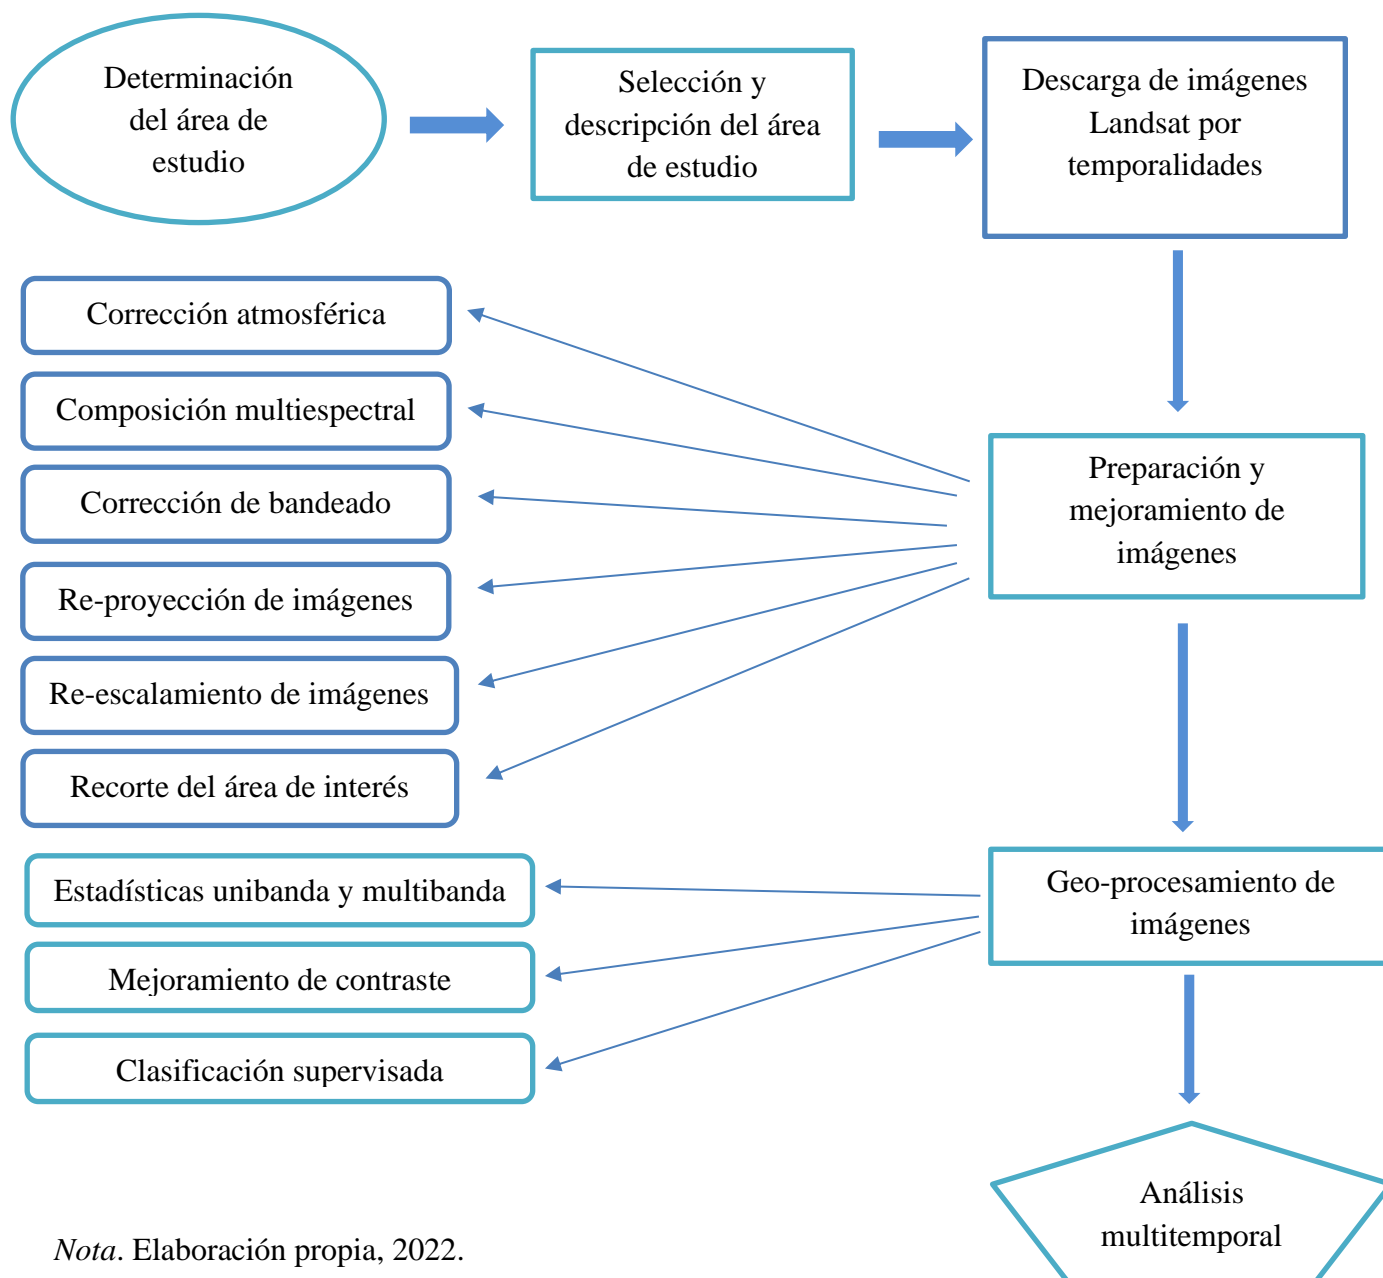 Determinación
del área de
estudio
Selección y
descripción del área
de estudio
Descarga de imágenes
Landsat por
temporalidades
Corrección atmosférica
Composición multiespectral
Corrección de bandeado
Re-proyección de imágenes
Re-escalamiento de imágenes
Recorte del área de interés
Preparación y
mejoramiento de
imágenes
Estadísticas unibanda y multibanda
Mejoramiento de contraste
Clasificación supervisada
Geo-procesamiento de
imágenes
Análisis
multitemporal
Nota. Elaboración propia, 2022.